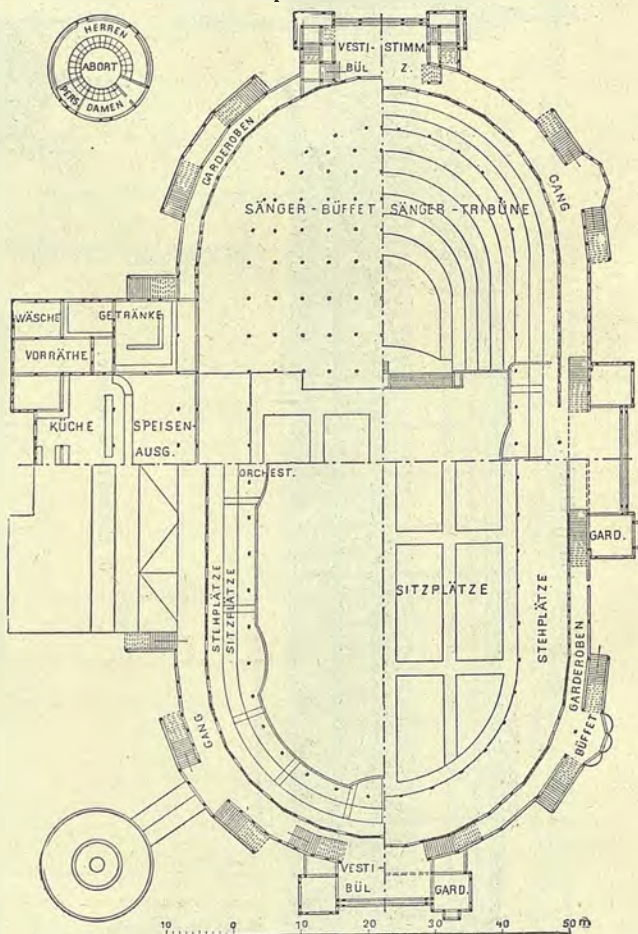 HERREN
ABORT
PERS.
DAMEN
VESTI-
BÜL
STIMM
Z.
GARDEROBEN
GANG
SÄNGER-BÜFFET
SÄNGER-TRIBÜNE
WÄSCHE
GETRÄNKE
VORRÄTHE
KÜCHE
SPEISEN-
AUSG.
ORCHEST.
GARD.
STEHPLÄTZE
SITZPLÄTZE
SITZPLÄTZE
STEHPLÄTZE
GARDEROBEN
BÜFFET
GANG
VESTI-
BÜL
GARD.
10 0 10 20 30 40 50 m